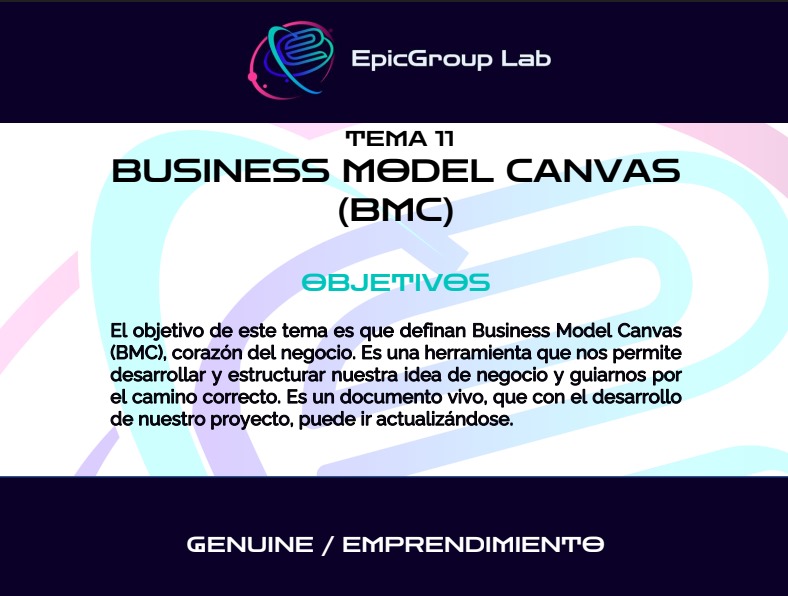 EpicGroup Lab
TEMA 11
BUSINESS MODEL CANVAS
(BMC)
OBJETIVOS
El objetivo de este tema es que definan Business Model Canvas
(BMC), corazón del negocio. Es una herramienta que nos permite
desarrollar y estructurar nuestra idea de negocio y guiarnos por
el camino correcto. Es un documento vivo, que con el desarrollo
de nuestro proyecto, puede ir actualizándose.
GENUINE / EMPRENDIMIENTO